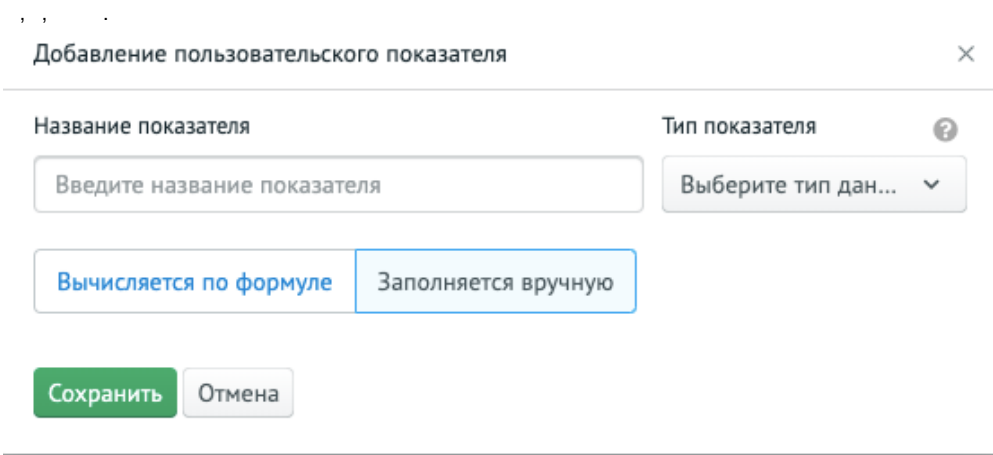 , , .
Добавление пользовательского показателя ×
Название показателя Тип показателя ?
Введите название показателя Выберите тип дан...
Вычисляется по формуле Заполняется вручную
Сохранить Отмена